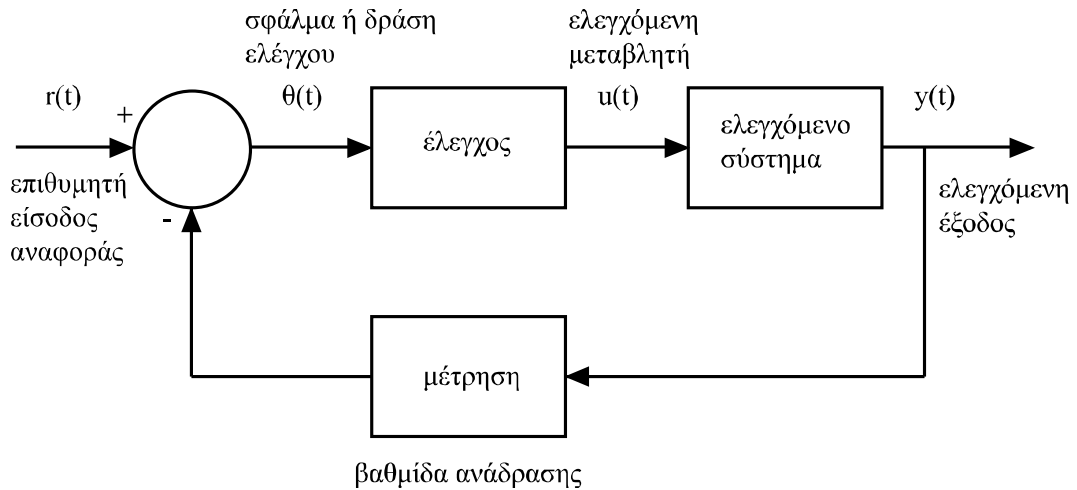 σφάλμα ή δράση
ελέγχου
ελεγχόμενη
μεταβλητή
r(t)
+
θ(t)
u(t)
y(t)
έλεγχος
ελεγχόμενο
σύστημα
επιθυμητή
είσοδος
αναφοράς
-
ελεγχόμενη
έξοδος
μέτρηση
βαθμίδα ανάδρασης